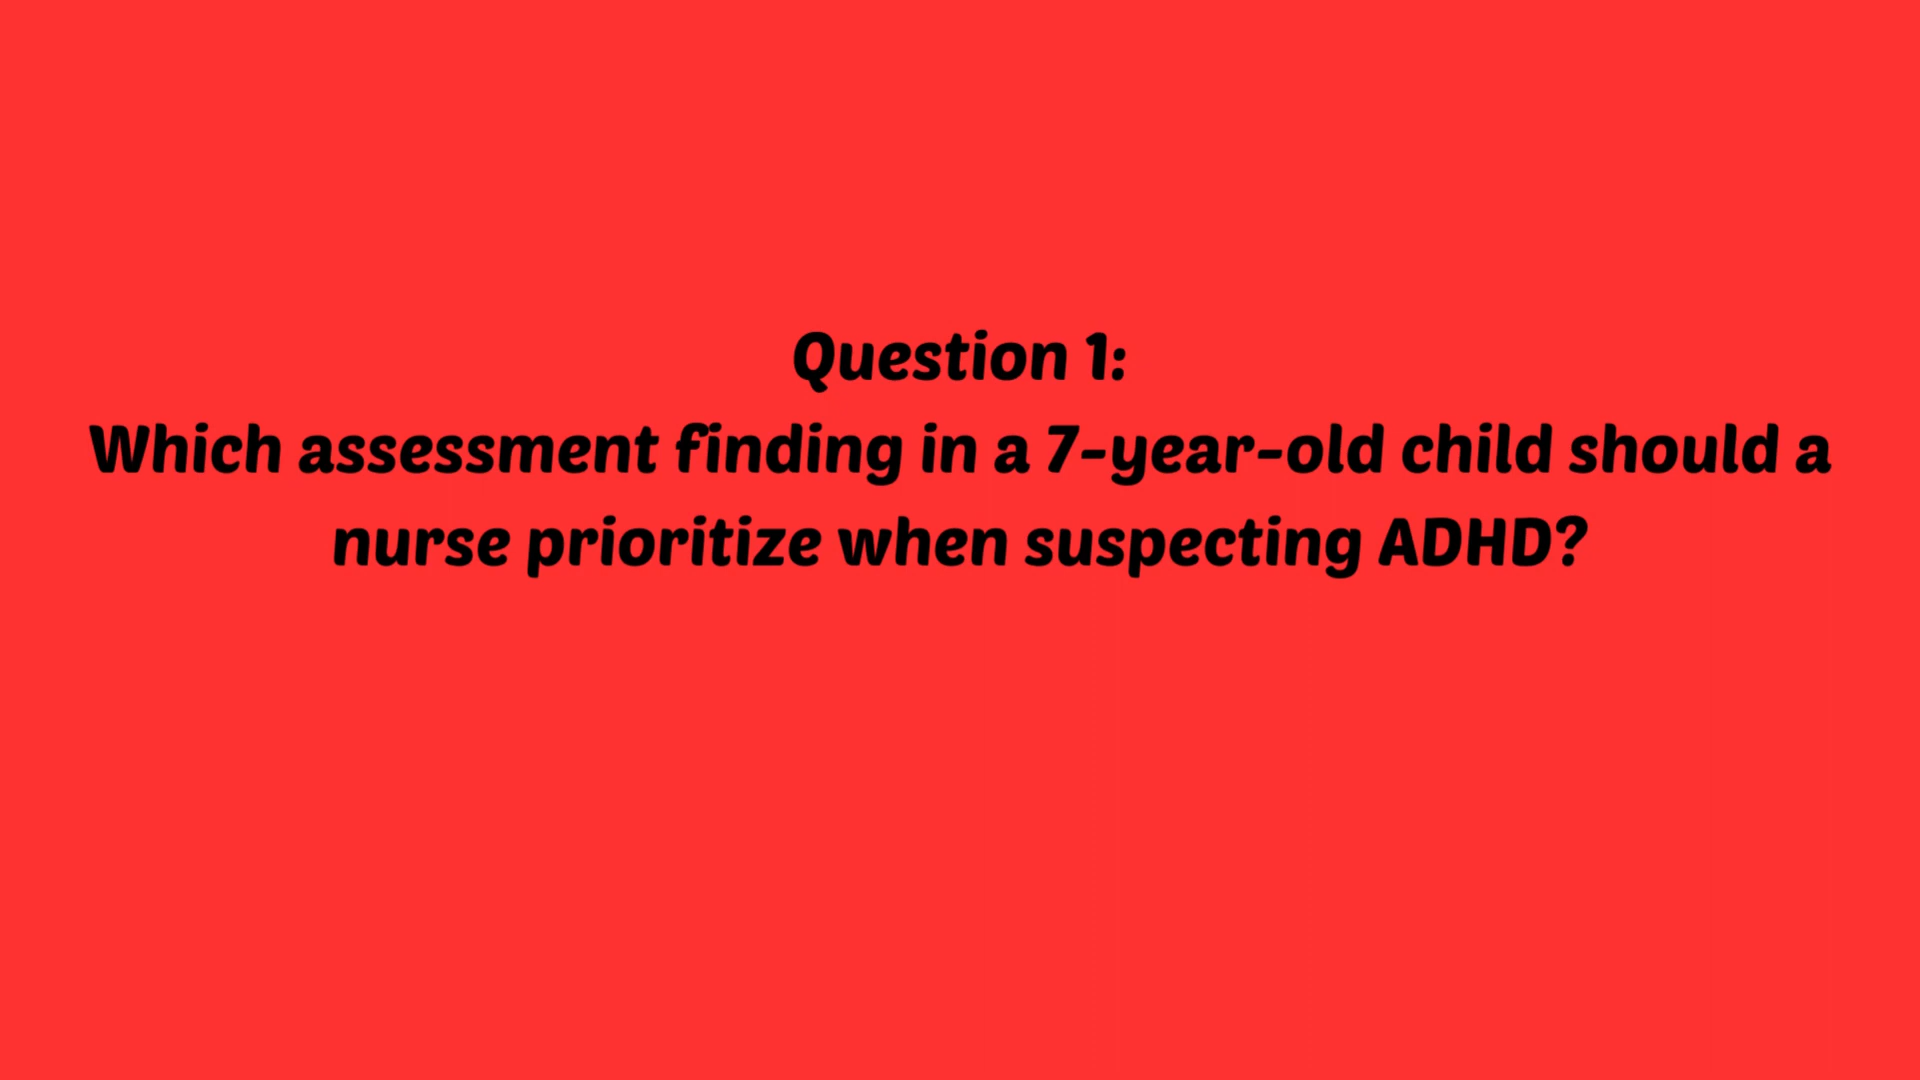 Question 1:
Which assessment finding in a 7-year-old child should a
nurse prioritize when suspecting ADHD?